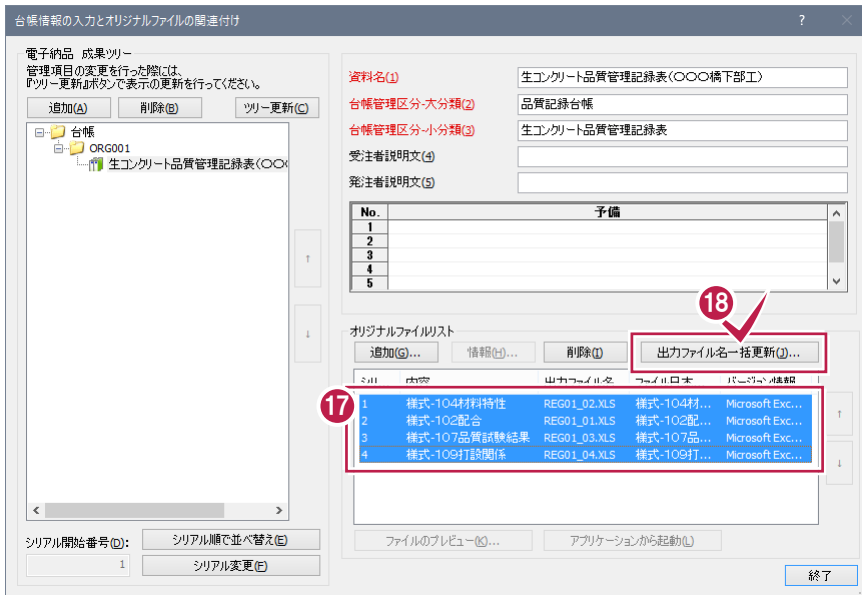 台帳情報の入力とオリジナルファイルの関連付け
?
電子納品 成果ツリー
管理項目の変更を行った際には、
『ツリー更新』ボタンで表示の更新を行ってください。
追加(A)
削除(B)
ツリー更新(C)
台帳
ORG001
生コンクリート品質管理記録表(○○
↑
↓
シリアル開始番号(D):
シリアル順で並べ替え(E)
1
シリアル変更(F)
資料名(1)
生コンクリート品質管理記録表(○○○橋下部工)
台帳管理区分-大分類(2)
品質記録台帳
台帳管理区分-小分類(3)
生コンクリート品質管理記録表
受注者説明文(4)
発注者説明文(5)
No. 予備
1
2
3
4
5
18
オリジナルファイルリスト
追加(G)...
情報(H)...
削除(I)
出力ファイル名一括更新(J)...
シリ... 内容 出力ファイル名 ファイル日本... バージョン情報
17
1 様式-104材料特性 REG01_02.XLS 様式-104材... Microsoft Exc...
2 様式-102配合 REG01_01.XLS 様式-102配... Microsoft Exc...
3 様式-107品質試験結果 REG01_03.XLS 様式-107品... Microsoft Exc...
4 様式-109打設関係 REG01_04.XLS 様式-109打... Microsoft Exc...
↑
↓
ファイルのプレビュー(K)...
アプリケーションから起動(L)
終了